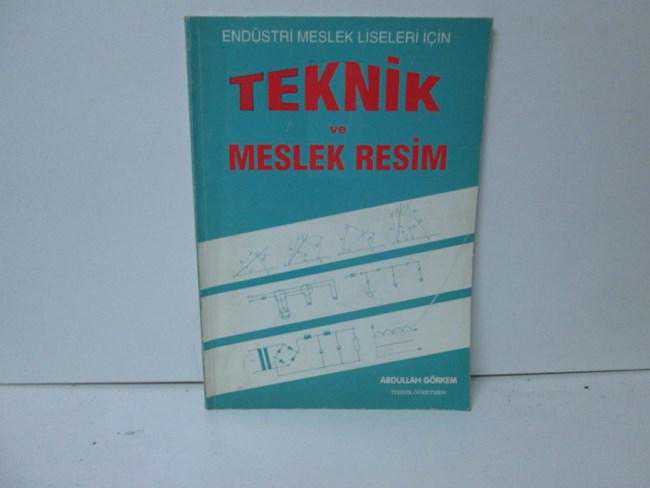 ENDÜSTRİ MESLEK LİSELERİ İÇİN
TEKNİK
ve
MESLEK RESİM
ABDULLAH GÖRKEM